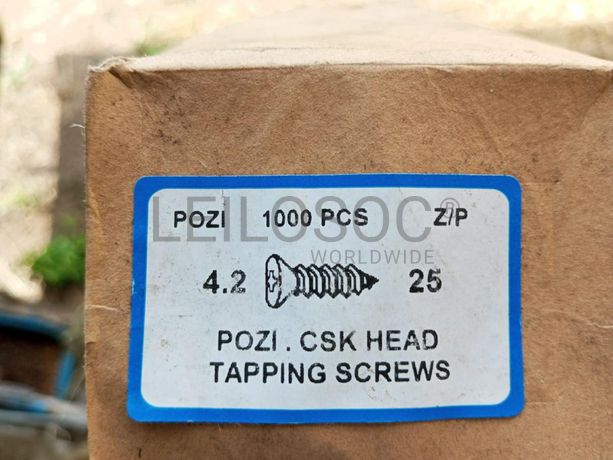 POZI 1000 PCS Z/P
LEILOSOC®
WORLDWIDE
4.2 25
POZI . CSK HEAD
TAPPING SCREWS